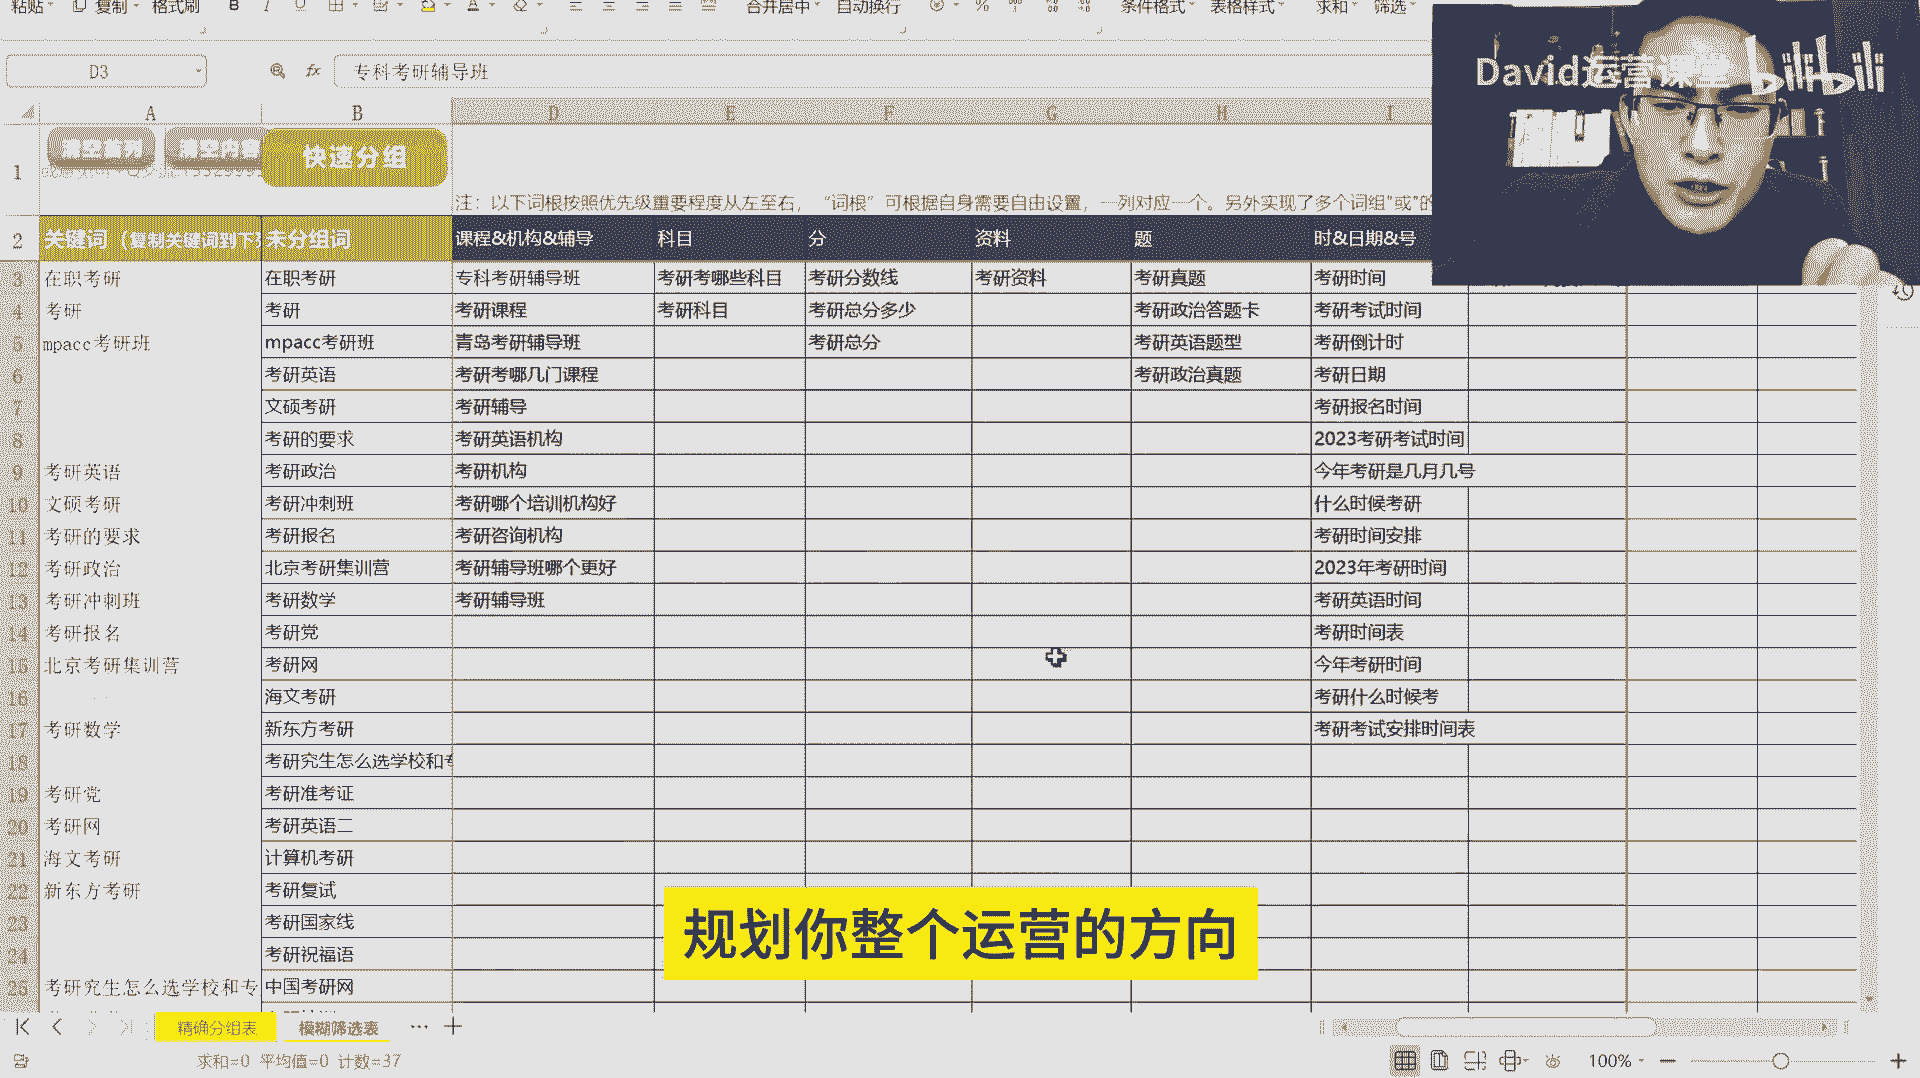 粘贴 复制 格式刷 B I U A 合并居中 自动换行 % 条件格式 表格样式 求和 筛选
D3 fx 专科考研辅导班
David运营课堂 bilibili
A B D E F G H I
1 清空首列 清空内容 快速分组
注：以下词根按照优先级重要程度从左至右，“词根”可根据自身需要自由设置，一列对应一个。另外实现了多个词组"或"的
2 关键词（复制关键词到下 未分组词 课程&机构&辅导 科目 分 资料 题 时&日期&号
3 在职考研 在职考研 专科考研辅导班 考研考哪些科目 考研分数线 考研资料 考研真题 考研时间
4 考研 考研 考研课程 考研科目 考研总分多少 考研政治答题卡 考研考试时间
5 mpacc考研班 mpacc考研班 青岛考研辅导班 考研总分 考研英语题型 考研倒计时
6 考研英语 考研考哪几门课程 考研政治真题 考研日期
7 文硕考研 考研辅导 考研报名时间
8 考研的要求 考研英语机构 2023考研考试时间
9 考研英语 考研政治 考研机构 今年考研是几月几号
10 文硕考研 考研冲刺班 考研哪个培训机构好 什么时候考研
11 考研的要求 考研报名 考研咨询机构 考研时间安排
12 考研政治 北京考研集训营 考研辅导班哪个更好 2023年考研时间
13 考研冲刺班 考研数学 考研辅导班 考研英语时间
14 考研报名 考研党 考研时间表
15 北京考研集训营 考研网 今年考研时间
16 海文考研 考研什么时候考
17 考研数学 新东方考研 考研考试安排时间表
18 考研究生怎么选学校和专
19 考研党 考研准考证
20 考研网 考研英语二
21 海文考研 计算机考研
22 新东方考研 考研复试
23 考研国家线
24 考研祝福语
25 考研究生怎么选学校和专 中国考研网
规划你整个运营的方向
精确分组表 模糊筛选表 ··· +
求和=0 平均值=0 计数=37 100% — +